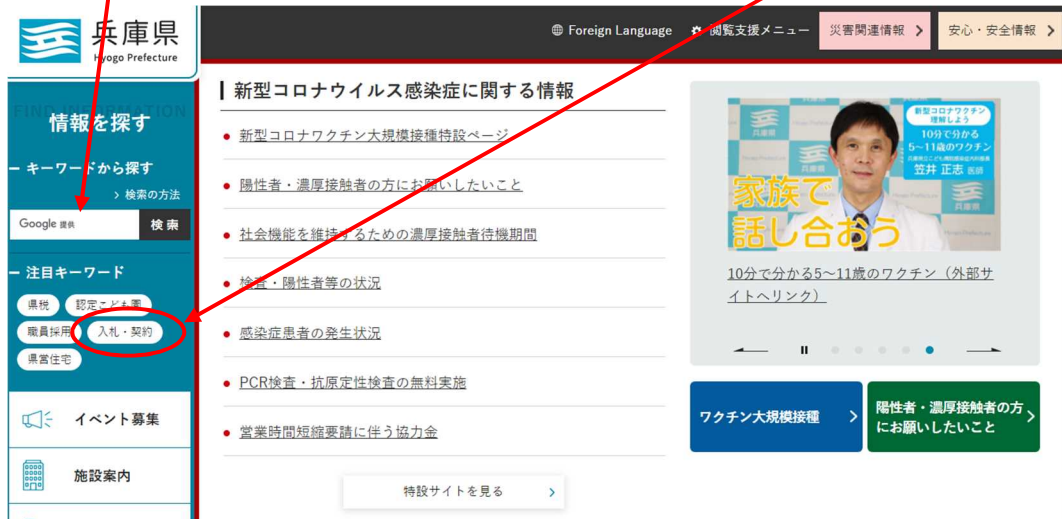 兵庫県
Hyogo Prefecture
Foreign Language
閲覧支援メニュー
災害関連情報
安心・安全情報
FIND INFORMATION
情報を探す
キーワードから探す
検索の方法
Google 提供
検索
注目キーワード
県税
認定こども園
職員採用
入札・契約
県営住宅
イベント募集
施設案内
新型コロナウイルス感染症に関する情報
新型コロナワクチン大規模接種特設ページ
陽性者・濃厚接触者の方にお願いしたいこと
社会機能を維持するための濃厚接触者待機期間
検査・陽性者等の状況
感染症患者の発生状況
PCR検査・抗原定性検査の無料実施
営業時間短縮要請に伴う協力金
特設サイトを見る
新型コロナワクチン
理解しよう
10分で分かる
5~11歳のワクチン
笠井 正志 医師
兵庫県
家族で
話し合おう
10分で分かる5~11歳のワクチン（外部サ
イトへリンク）
ワクチン大規模接種
陽性者・濃厚接触者の方
にお願いしたいこと